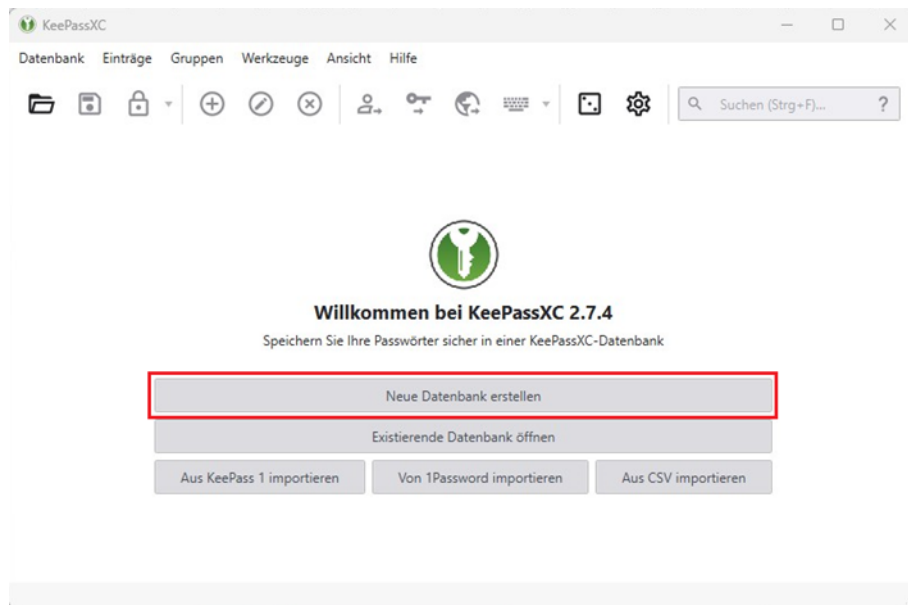 KeePassXC
Datenbank Einträge Gruppen Werkzeuge Ansicht Hilfe
Suchen (Strg+F)... ?
Willkommen bei KeePassXC 2.7.4
Speichern Sie Ihre Passwörter sicher in einer KeePassXC-Datenbank
Neue Datenbank erstellen
Existierende Datenbank öffnen
Aus KeePass 1 importieren Von 1Password importieren Aus CSV importieren